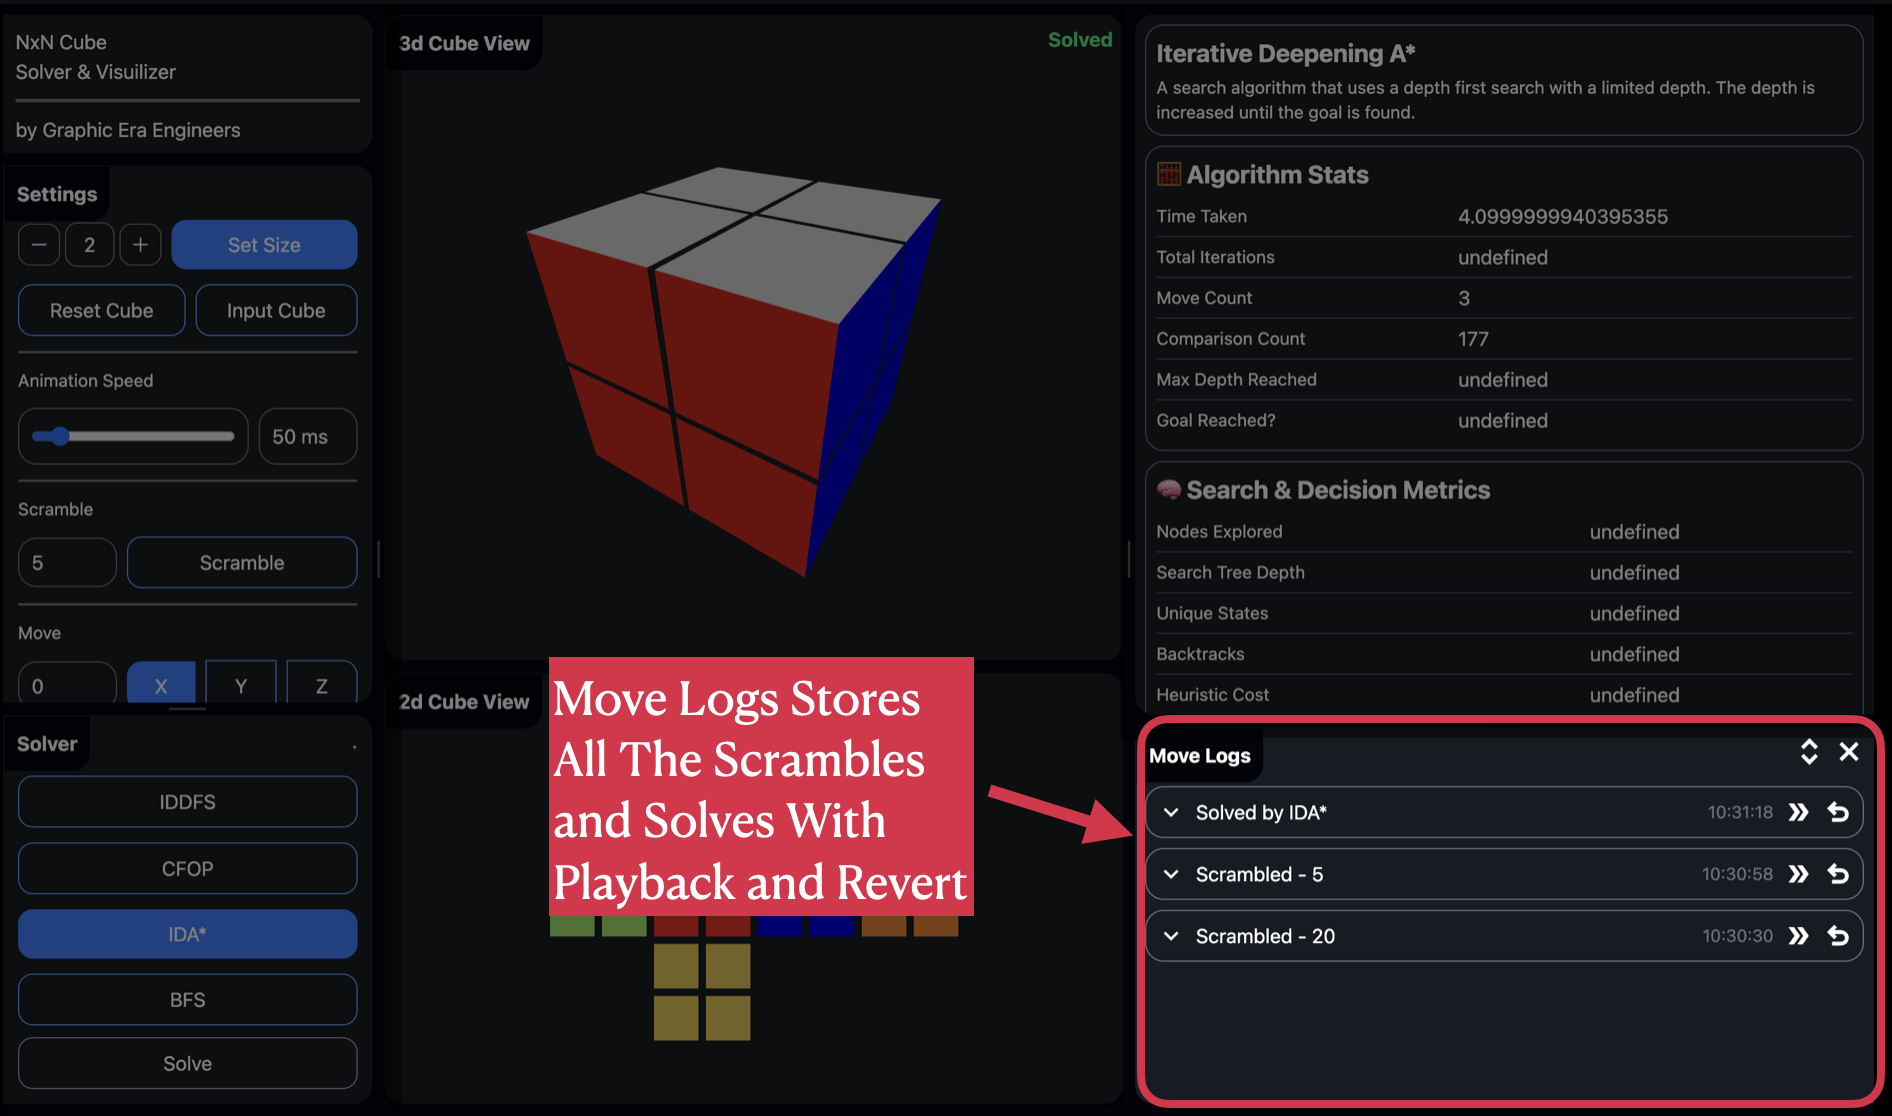 NxN Cube
Solver & Visuilizer
by Graphic Era Engineers
Settings
− 2 + Set Size
Reset Cube Input Cube
Animation Speed
50 ms
Scramble
5 Scramble
Move
0 X Y Z
Solver
IDDFS
CFOP
IDA*
BFS
Solve
3d Cube View Solved
2d Cube View
Move Logs Stores
All The Scrambles
and Solves With
Playback and Revert
Iterative Deepening A*
A search algorithm that uses a depth first search with a limited depth. The depth is
increased until the goal is found.
Algorithm Stats
Time Taken 4.0999999940395355
Total Iterations undefined
Move Count 3
Comparison Count 177
Max Depth Reached undefined
Goal Reached? undefined
Search & Decision Metrics
Nodes Explored undefined
Search Tree Depth undefined
Unique States undefined
Backtracks undefined
Heuristic Cost undefined
Move Logs
Solved by IDA* 10:31:18
Scrambled - 5 10:30:58
Scrambled - 20 10:30:30